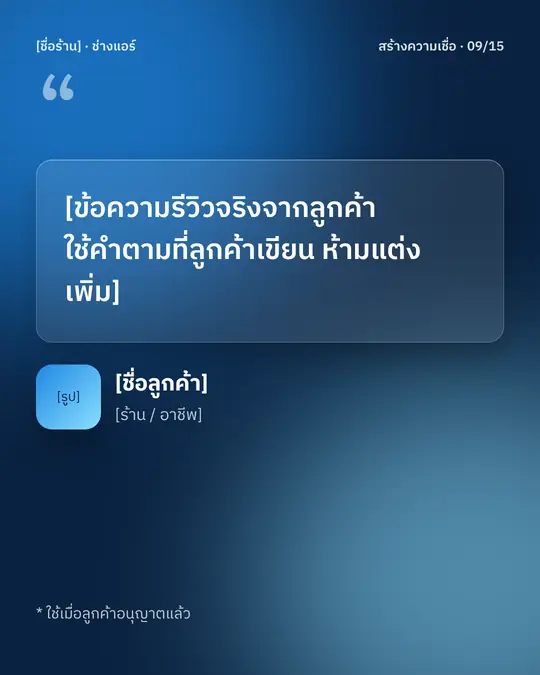 [ชื่อร้าน] · ช่างแอร์
สร้างความเชื่อ · 09/15
“
[ข้อความรีวิวจริงจากลูกค้า
ใช้คำตามที่ลูกค้าเขียน ห้ามแต่ง
เพิ่ม]
[รูป]
[ชื่อลูกค้า]
[ร้าน / อาชีพ]
* ใช้เมื่อลูกค้าอนุญาตแล้ว